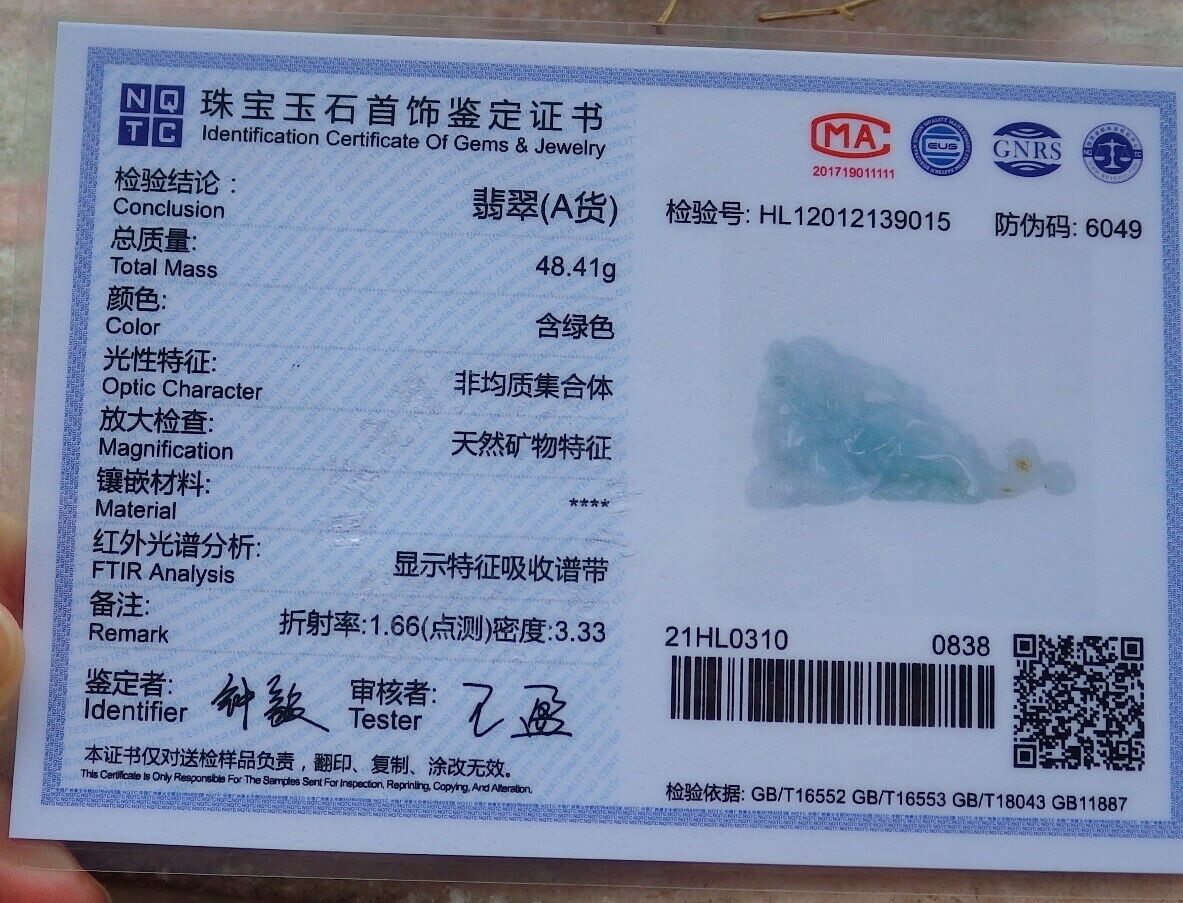 NQ
TC
珠宝玉石首饰鉴定证书
Identification Certificate Of Gems & Jewelry
检验结论：
Conclusion
翡翠(A货)
总质量:
Total Mass
48.41g
颜色:
Color
含绿色
光性特征:
Optic Character
非均质集合体
放大检查:
Magnification
天然矿物特征
镶嵌材料:
Material
****
红外光谱分析:
FTIR Analysis
显示特征吸收谱带
备注:
Remark
折射率:1.66(点测)密度:3.33
鉴定者:
Identifier
审核者:
Tester
本证书仅对送检样品负责，翻印、复制、涂改无效。
This Certificate Is Only Responsible For The Samples Sent For Inspection, Reprinting, Copying, And Alteration.
MA
201719011111
EUS
GNRS
检验号: HL12012139015
防伪码: 6049
21HL0310
0838
检验依据: GB/T16552 GB/T16553 GB/T18043 GB11887